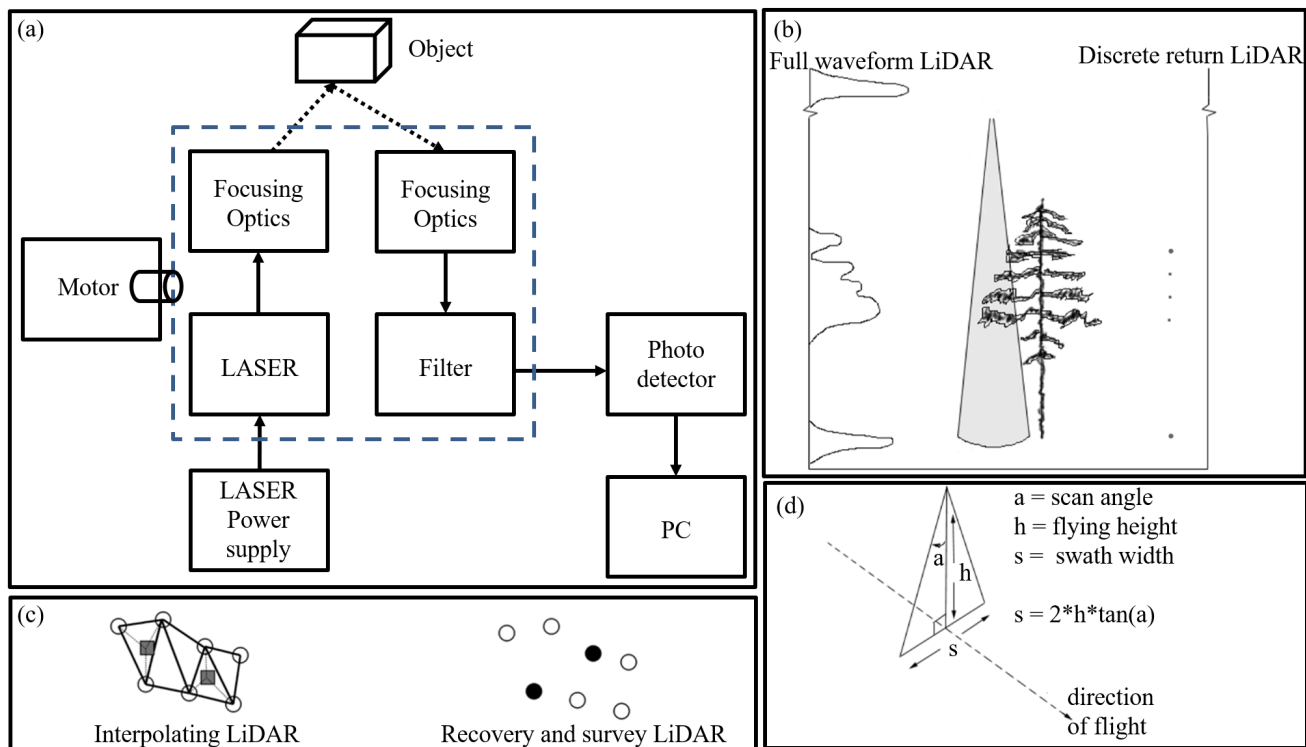 (a)
Object
Focusing
Optics
Focusing
Optics
Motor
LASER
Filter
Photo
detector
LASER
Power
supply
PC
(b)
Full waveform LiDAR
Discrete return LiDAR
(c)
Interpolating LiDAR
Recovery and survey LiDAR
(d)
a = scan angle
h = flying height
s = swath width
s = 2*h*tan(a)
a
h
s
direction
of flight